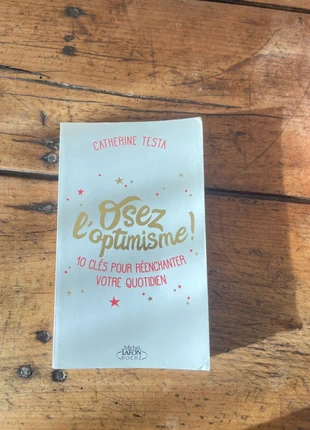 CATHERINE TESTA
Osez
l'optimisme !
10 CLÉS POUR RÉENCHANTER
VOTRE QUOTIDIEN
Michel
LAFON
POCHE